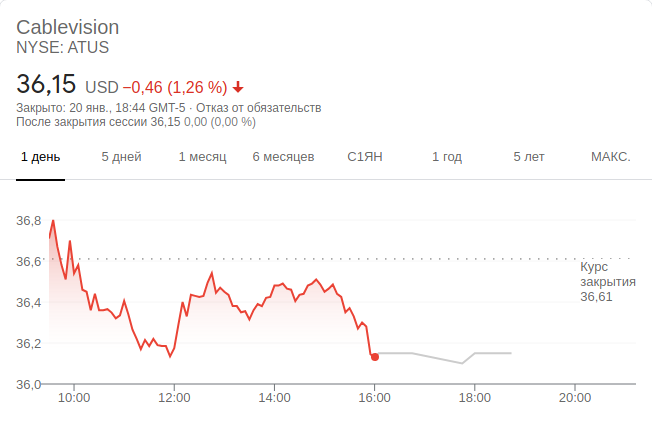 Cablevision
NYSE: ATUS
36,15 USD −0,46 (1,26 %)
Закрыто: 20 янв., 18:44 GMT-5 · Отказ от обязательств
После закрытия сессии 36,15 0,00 (0,00 %)
1 день 5 дней 1 месяц 6 месяцев С1ЯН 1 год 5 лет МАКС.
36,8
36,6
36,4
36,2
36,0
Курс
закрытия
36,61
10:00 12:00 14:00 16:00 18:00 20:00